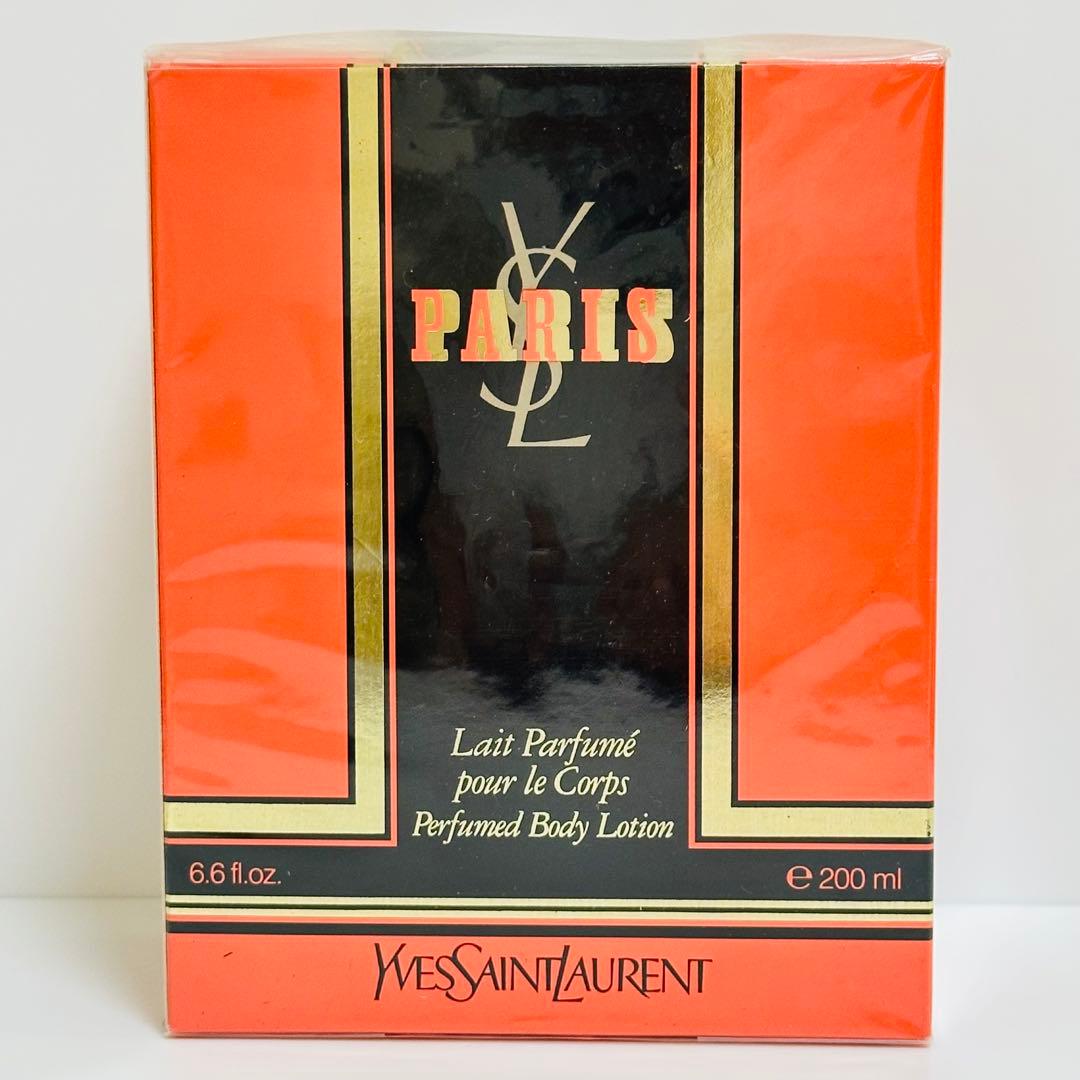 YSL
PARIS
Lait Parfumé
pour le Corps
Perfumed Body Lotion
6.6 fl.oz.
℮ 200 ml
YVESSAINTLAURENT